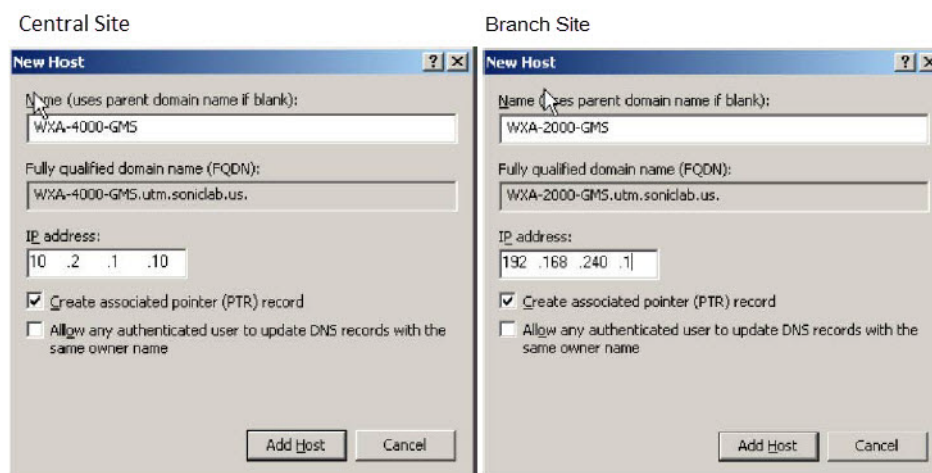 Central Site
New Host
Name (uses parent domain name if blank):
WXA-4000-GMS
Fully qualified domain name (FQDN):
WXA-4000-GMS.utm.soniclab.us.
IP address:
10 .2 .1 .10
Create associated pointer (PTR) record
Allow any authenticated user to update DNS records with the
same owner name
Add Host
Cancel
Branch Site
New Host
Name (uses parent domain name if blank):
WXA-2000-GMS
Fully qualified domain name (FQDN):
WXA-2000-GMS.utm.soniclab.us.
IP address:
192 .168 .240 .1
Create associated pointer (PTR) record
Allow any authenticated user to update DNS records with the
same owner name
Add Host
Cancel